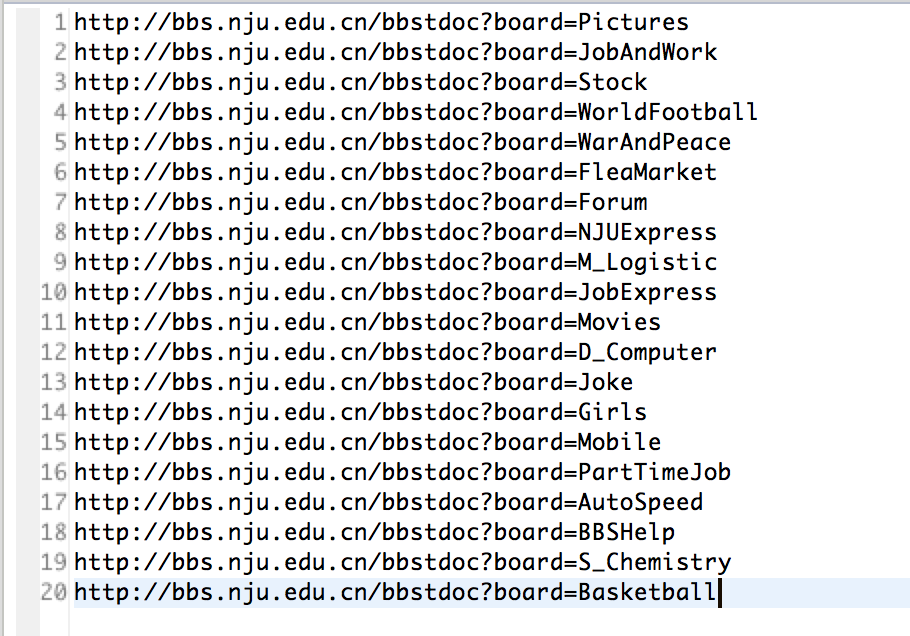 1 http://bbs.nju.edu.cn/bbstdoc?board=Pictures
2 http://bbs.nju.edu.cn/bbstdoc?board=JobAndWork
3 http://bbs.nju.edu.cn/bbstdoc?board=Stock
4 http://bbs.nju.edu.cn/bbstdoc?board=WorldFootball
5 http://bbs.nju.edu.cn/bbstdoc?board=WarAndPeace
6 http://bbs.nju.edu.cn/bbstdoc?board=FleaMarket
7 http://bbs.nju.edu.cn/bbstdoc?board=Forum
8 http://bbs.nju.edu.cn/bbstdoc?board=NJUExpress
9 http://bbs.nju.edu.cn/bbstdoc?board=M_Logistic
10 http://bbs.nju.edu.cn/bbstdoc?board=JobExpress
11 http://bbs.nju.edu.cn/bbstdoc?board=Movies
12 http://bbs.nju.edu.cn/bbstdoc?board=D_Computer
13 http://bbs.nju.edu.cn/bbstdoc?board=Joke
14 http://bbs.nju.edu.cn/bbstdoc?board=Girls
15 http://bbs.nju.edu.cn/bbstdoc?board=Mobile
16 http://bbs.nju.edu.cn/bbstdoc?board=PartTimeJob
17 http://bbs.nju.edu.cn/bbstdoc?board=AutoSpeed
18 http://bbs.nju.edu.cn/bbstdoc?board=BBSHelp
19 http://bbs.nju.edu.cn/bbstdoc?board=S_Chemistry
20 http://bbs.nju.edu.cn/bbstdoc?board=Basketball